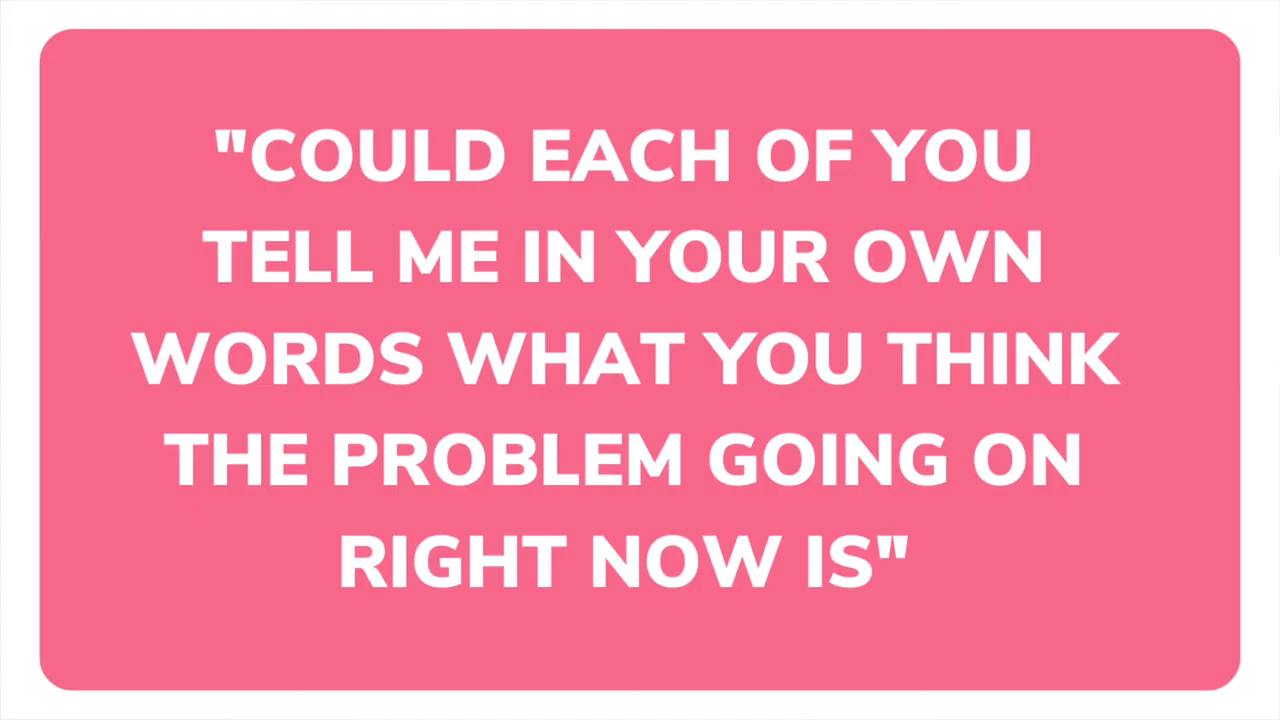 "COULD EACH OF YOU
TELL ME IN YOUR OWN
WORDS WHAT YOU THINK
THE PROBLEM GOING ON
RIGHT NOW IS"